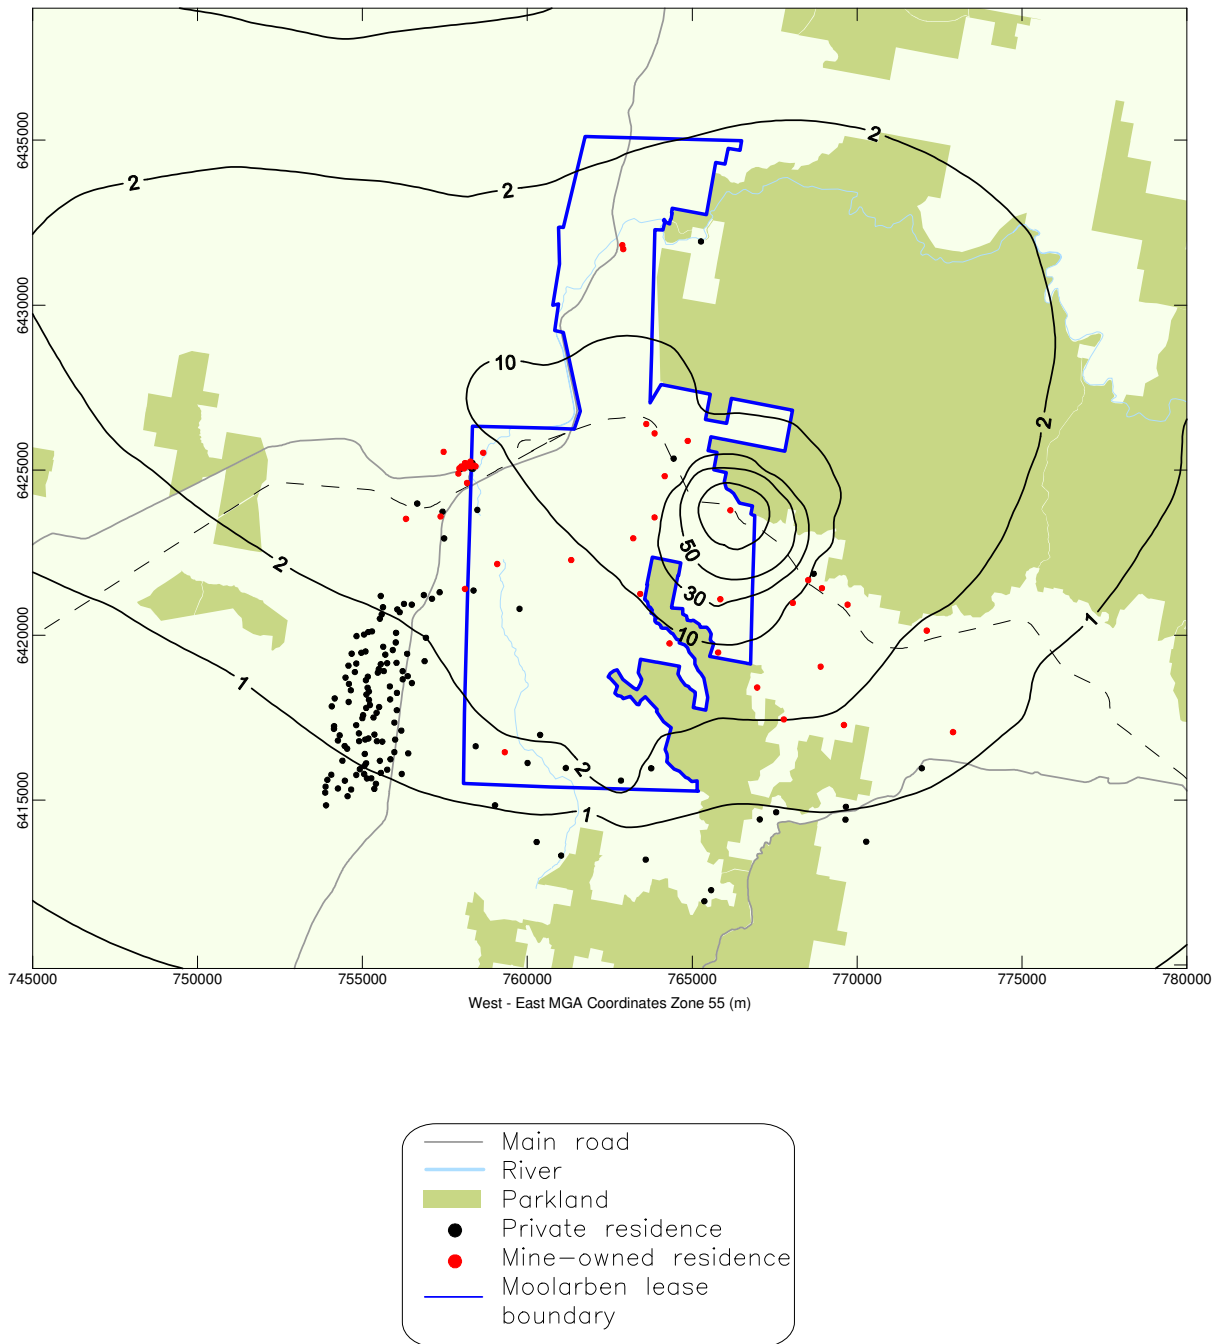 2
6435000
2
2
6430000
10
2
6425000
50
2
30
10
6420000
1
1
2
6415000
1
745000 750000 755000 760000 765000 770000 775000 780000
West - East MGA Coordinates Zone 55 (m)
Main road
River
Parkland
Private residence
Mine-owned residence
Moolarben lease
boundary